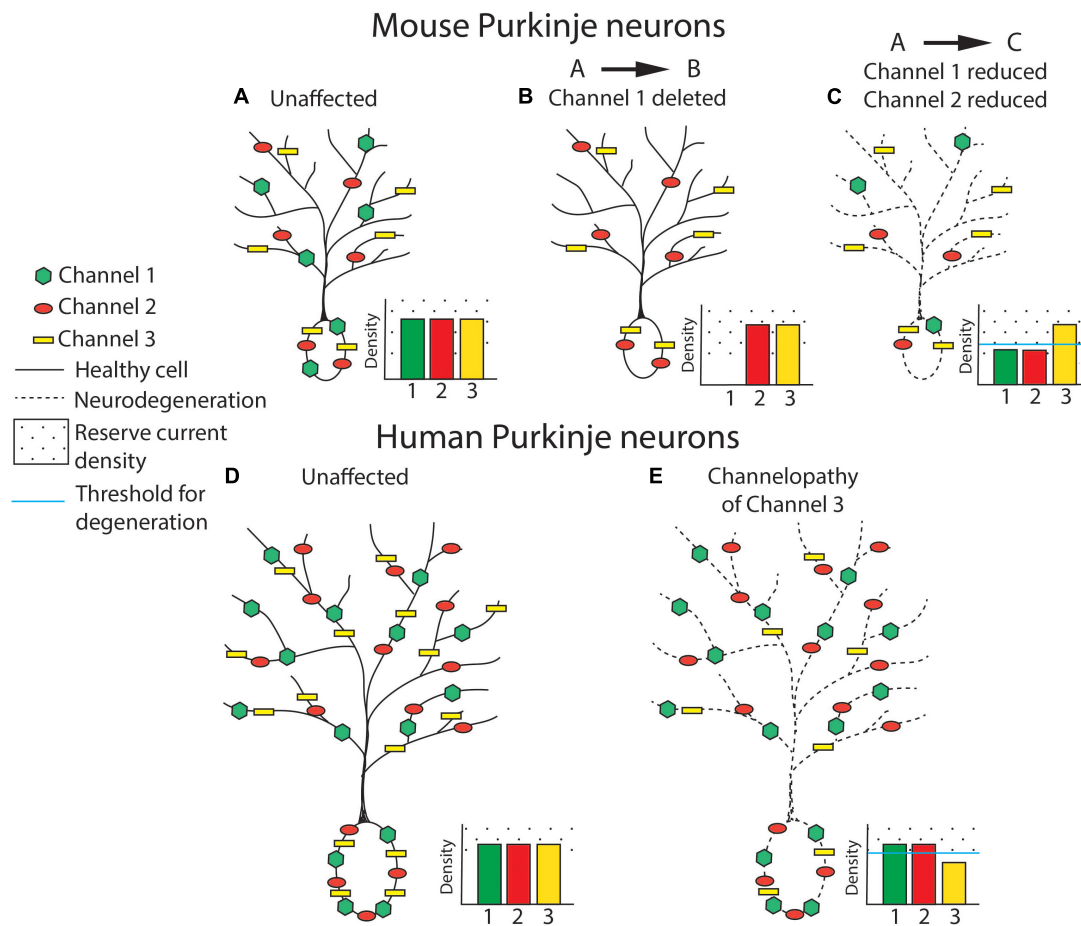 Mouse Purkinje neurons
A
Unaffected
A B
B
Channel 1 deleted
A C
Channel 1 reduced
C
Channel 2 reduced
Channel 1
Channel 2
Channel 3
Healthy cell
Neurodegeneration
Reserve current
density
Threshold for
degeneration
Density
1 2 3
Density
1 2 3
Density
1 2 3
Human Purkinje neurons
D
Unaffected
E
Channelopathy
of Channel 3
Density
1 2 3
Density
1 2 3